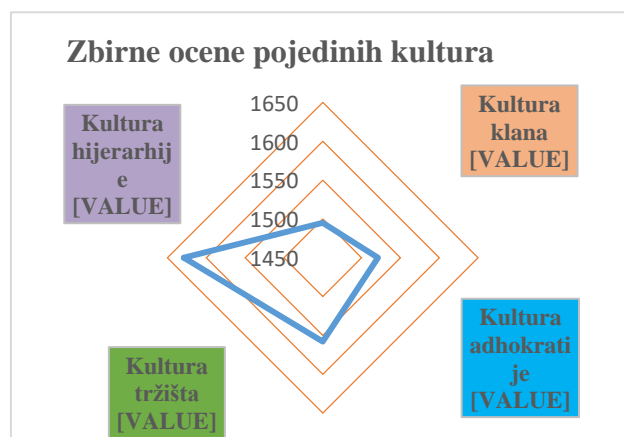 Zbirne ocene pojedinih kultura
Kultura
hijerarhij
e
[VALUE]
1650
1600
1550
1500
1450
Kultura
klana
[VALUE]
Kultura
tržišta
[VALUE]
Kultura
adhokrati
je
[VALUE]